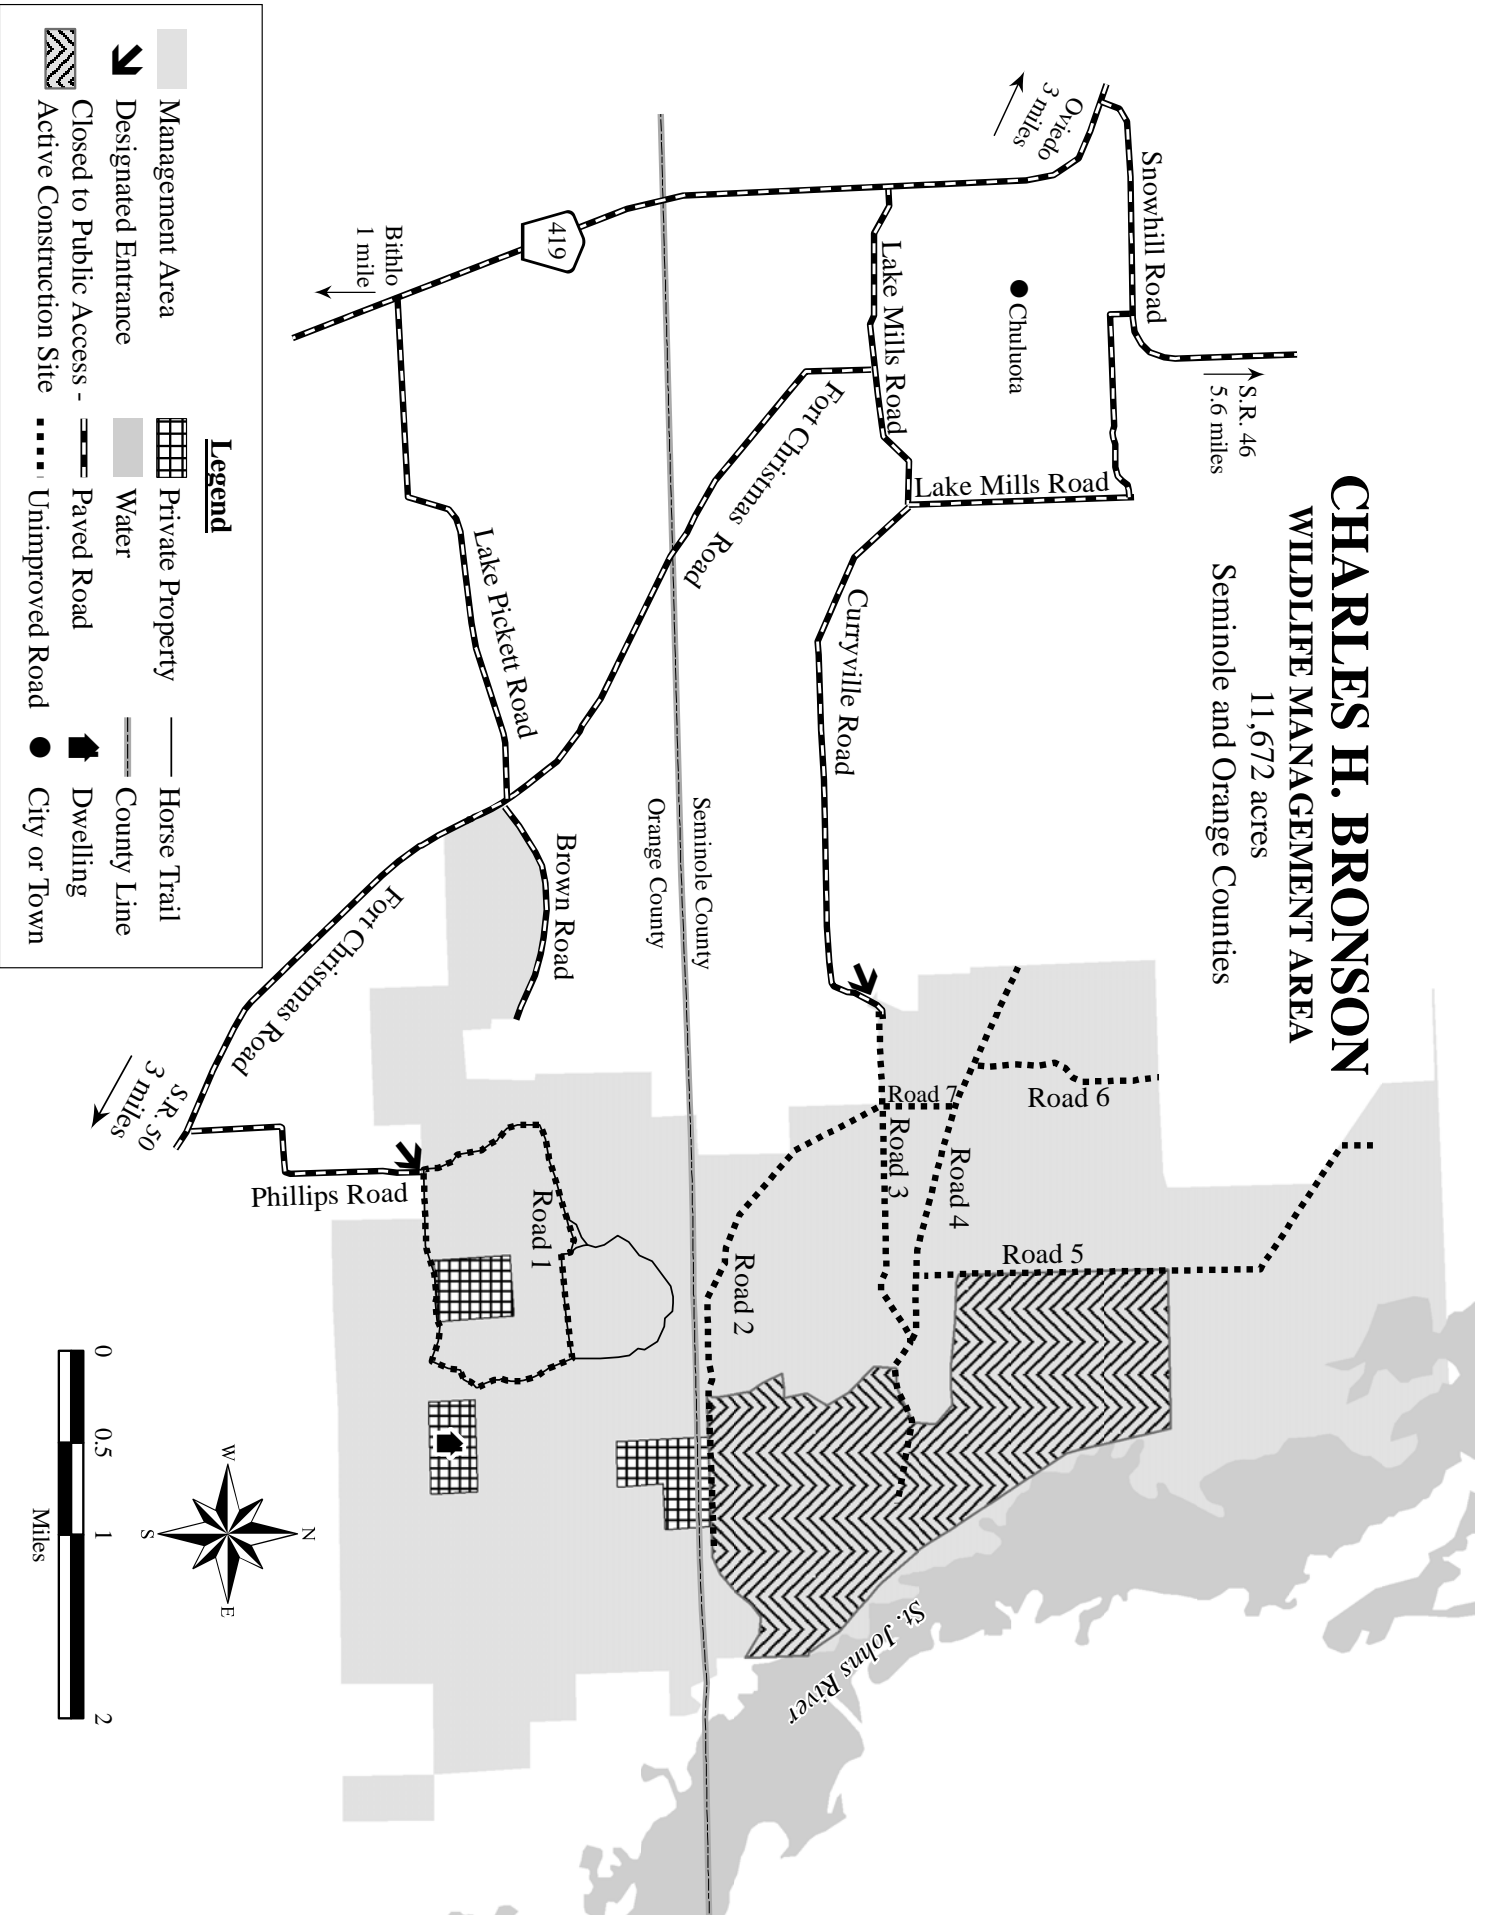 CHARLES H. BRONSON
WILDLIFE MANAGEMENT AREA
11,672 acres
Seminole and Orange Counties
S.R. 46
5.6 miles
Snowhill Road
Oviedo
3 miles
Chuluota
Lake Mills Road
Lake Mills Road
Fort Christmas Road
Curryville Road
419
Bithlo
1 mile
Lake Pickett Road
Seminole County
Orange County
Brown Road
Fort Christmas Road
S.R. 50
3 miles
Phillips Road
Road 1
Road 2
Road 3
Road 4
Road 5
Road 6
Road 7
St. Johns River
Legend
Management Area
Designated Entrance
Closed to Public Access -
Active Construction Site
Private Property
Water
Paved Road
Unimproved Road
Horse Trail
County Line
Dwelling
City or Town
N
W
E
S
0 0.5 1 2
Miles